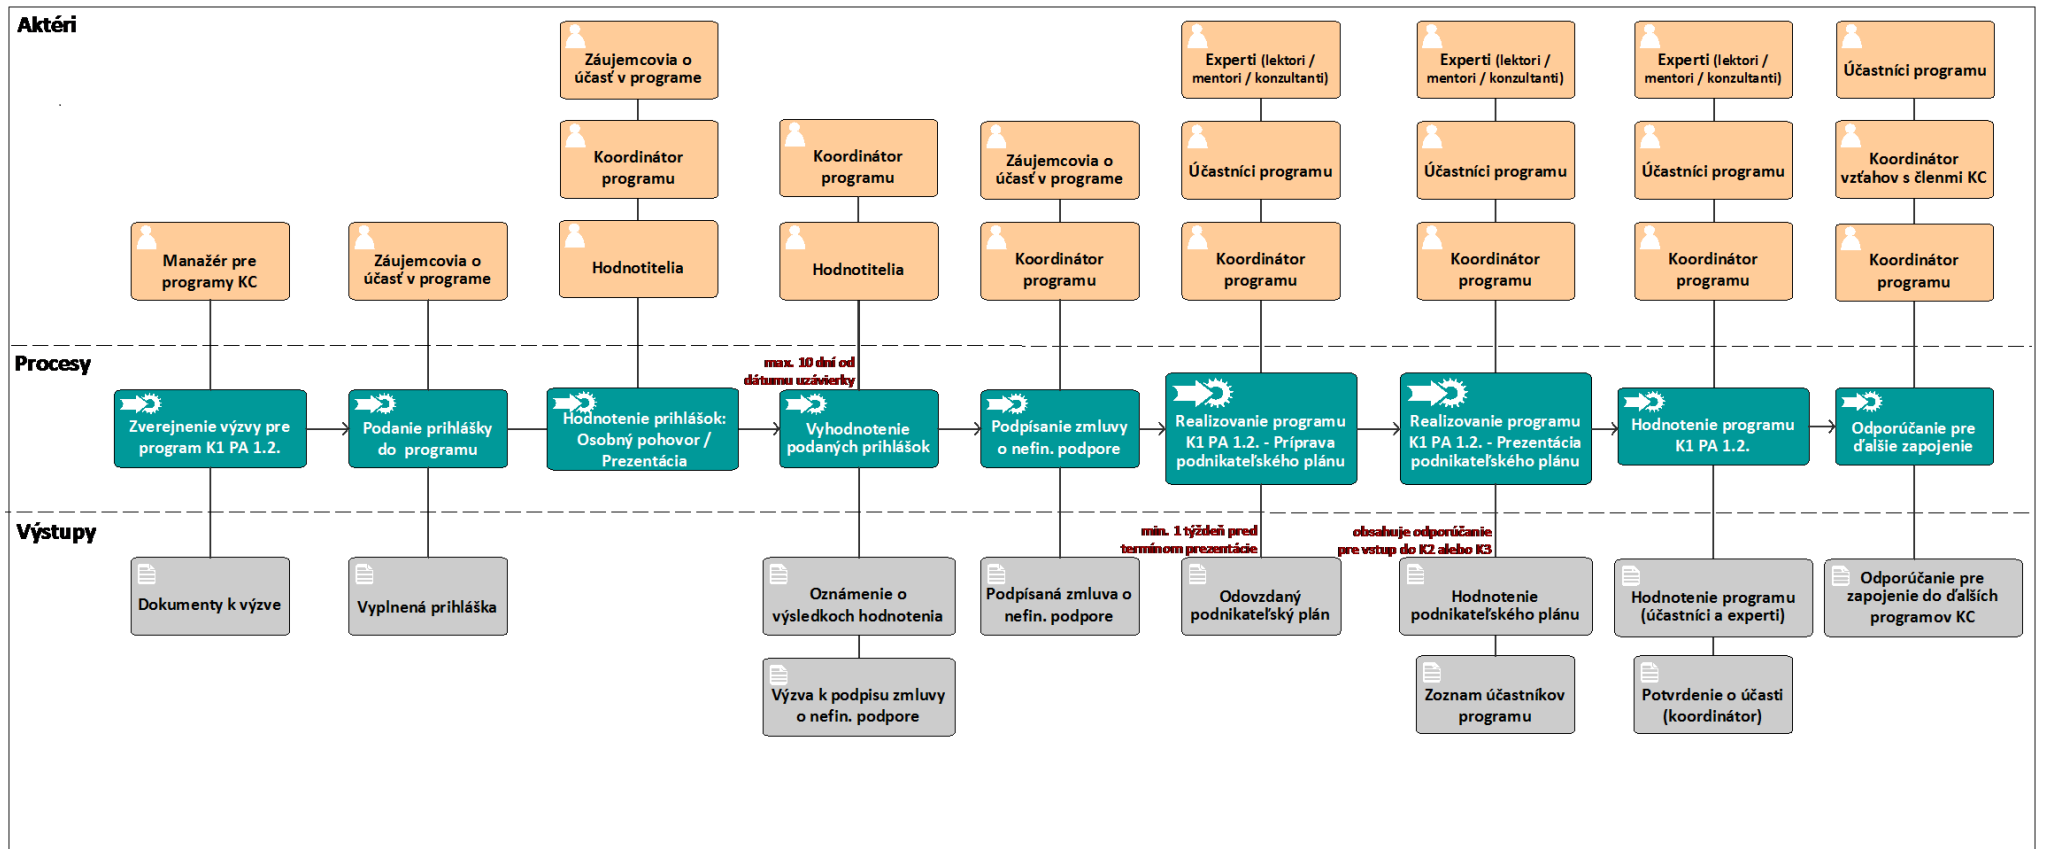 Aktéri
Záujemcovia o
účasť v programe
Experti (lektori /
mentori / konzultanti)
Experti (lektori /
mentori / konzultanti)
Experti (lektori /
mentori / konzultanti)
Účastníci programu
Koordinátor
programu
Koordinátor
programu
Záujemcovia o
účasť v programe
Účastníci programu
Účastníci programu
Účastníci programu
Koordinátor
vzťahov s členmi KC
Manažér pre
programy KC
Záujemcovia o
účasť v programe
Hodnotitelia
Hodnotitelia
Koordinátor
programu
Koordinátor
programu
Koordinátor
programu
Koordinátor
programu
Koordinátor
programu
Procesy
max. 10 dní od
dátumu uzávierky
Zverejnenie výzvy pre
program K1 PA 1.2.
Podanie prihlášky
do programu
Hodnotenie prihlášok:
Osobný pohovor /
Prezentácia
Vyhodnotenie
podaných prihlášok
Podpísanie zmluvy
o nefin. podpore
Realizovanie programu
K1 PA 1.2. - Príprava
podnikateľského plánu
Realizovanie programu
K1 PA 1.2. - Prezentácia
podnikateľského plánu
Hodnotenie programu
K1 PA 1.2.
Odporúčanie pre
ďalšie zapojenie
Výstupy
min. 1 týždeň pred
termínom prezentácie
obsahuje odporúčanie
pre vstup do K2 alebo K3
Dokumenty k výzve
Vyplnená prihláška
Oznámenie o
výsledkoch hodnotenia
Podpísaná zmluva o
nefin. podpore
Odovzdaný
podnikateľský plán
Hodnotenie
podnikateľského plánu
Hodnotenie programu
(účastníci a experti)
Odporúčanie pre
zapojenie do ďalších
programov KC
Výzva k podpisu zmluvy
o nefin. podpore
Zoznam účastníkov
programu
Potvrdenie o účasti
(koordinátor)